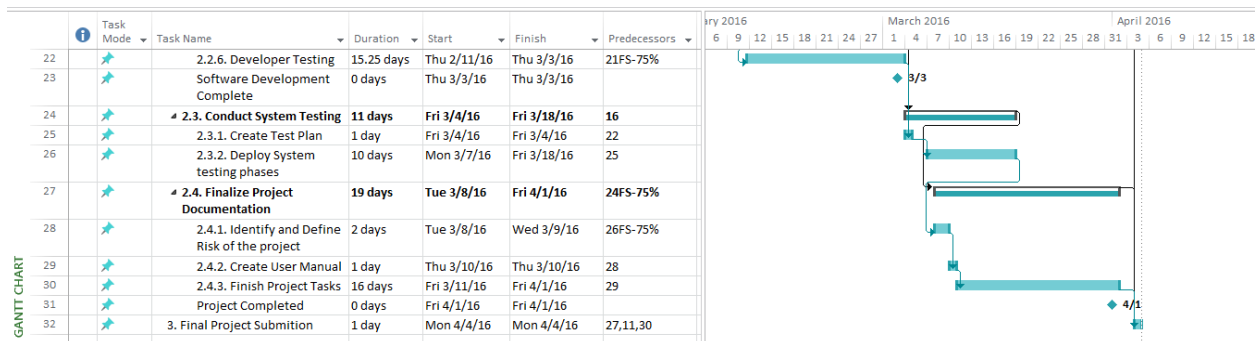 Task Mode Task Name Duration Start Finish Predecessors
ry 2016 March 2016 April 2016
6 9 12 15 18 21 24 27 1 4 7 10 13 16 19 22 25 28 31 3 6 9 12 15 18
22 2.2.6. Developer Testing 15.25 days Thu 2/11/16 Thu 3/3/16 21FS-75%
23 Software Development Complete 0 days Thu 3/3/16 Thu 3/3/16 3/3
24 2.3. Conduct System Testing 11 days Fri 3/4/16 Fri 3/18/16 16
25 2.3.1. Create Test Plan 1 day Fri 3/4/16 Fri 3/4/16 22
26 2.3.2. Deploy System testing phases 10 days Mon 3/7/16 Fri 3/18/16 25
27 2.4. Finalize Project Documentation 19 days Tue 3/8/16 Fri 4/1/16 24FS-75%
28 2.4.1. Identify and Define Risk of the project 2 days Tue 3/8/16 Wed 3/9/16 26FS-75%
29 2.4.2. Create User Manual 1 day Thu 3/10/16 Thu 3/10/16 28
30 2.4.3. Finish Project Tasks 16 days Fri 3/11/16 Fri 4/1/16 29
31 Project Completed 0 days Fri 4/1/16 Fri 4/1/16 4/1
32 3. Final Project Submition 1 day Mon 4/4/16 Mon 4/4/16 27,11,30
GANTT CHART